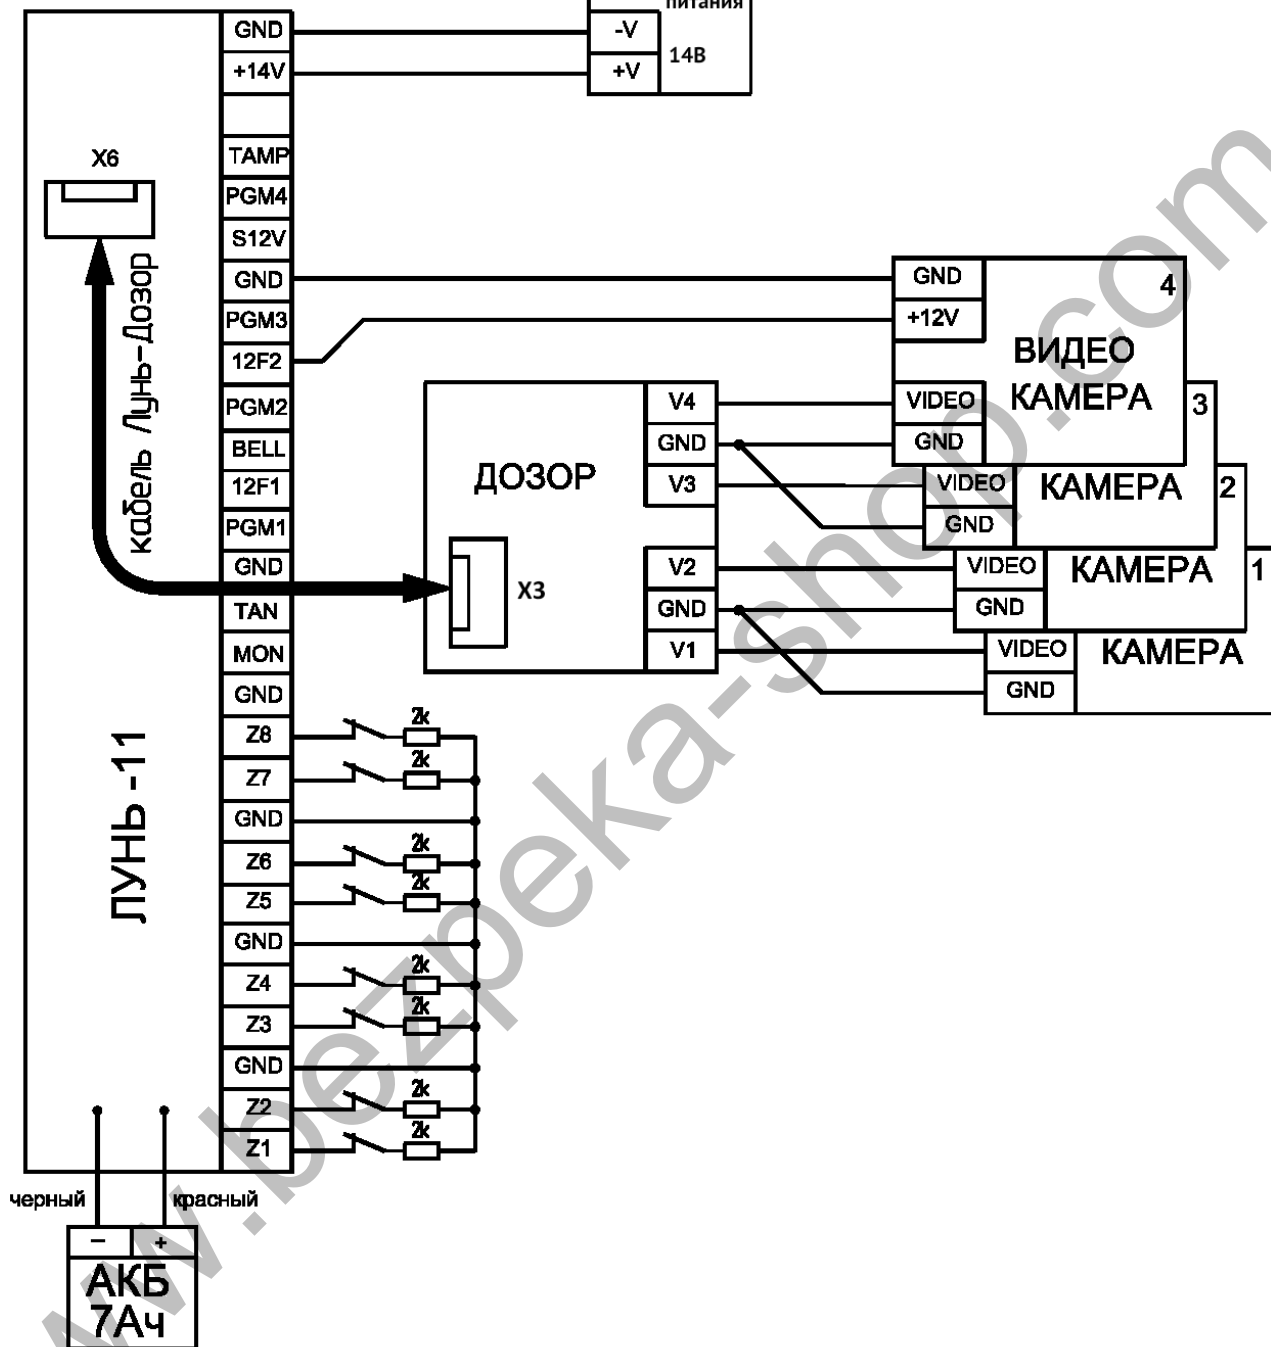 питания
GND
-V
14В
+14V
+V
X6
TAMP
PGM4
S12V
GND
PGM3
12F2
PGM2
BELL
12F1
PGM1
GND
TAN
MON
GND
Z8
Z7
GND
Z6
Z5
GND
Z4
Z3
GND
Z2
Z1
кабель Лунь-Дозор
ЛУНЬ-11
2k
2k
2k
2k
2k
2k
2k
2k
ДОЗОР
X3
V4
GND
V3
V2
GND
V1
GND
+12V
4
ВИДЕО
КАМЕРА
VIDEO
GND
3
VIDEO
КАМЕРА
GND
2
VIDEO
КАМЕРА
GND
1
VIDEO
КАМЕРА
GND
черный
красный
− +
АКБ
7Ач
w.bezpeka-shop.com